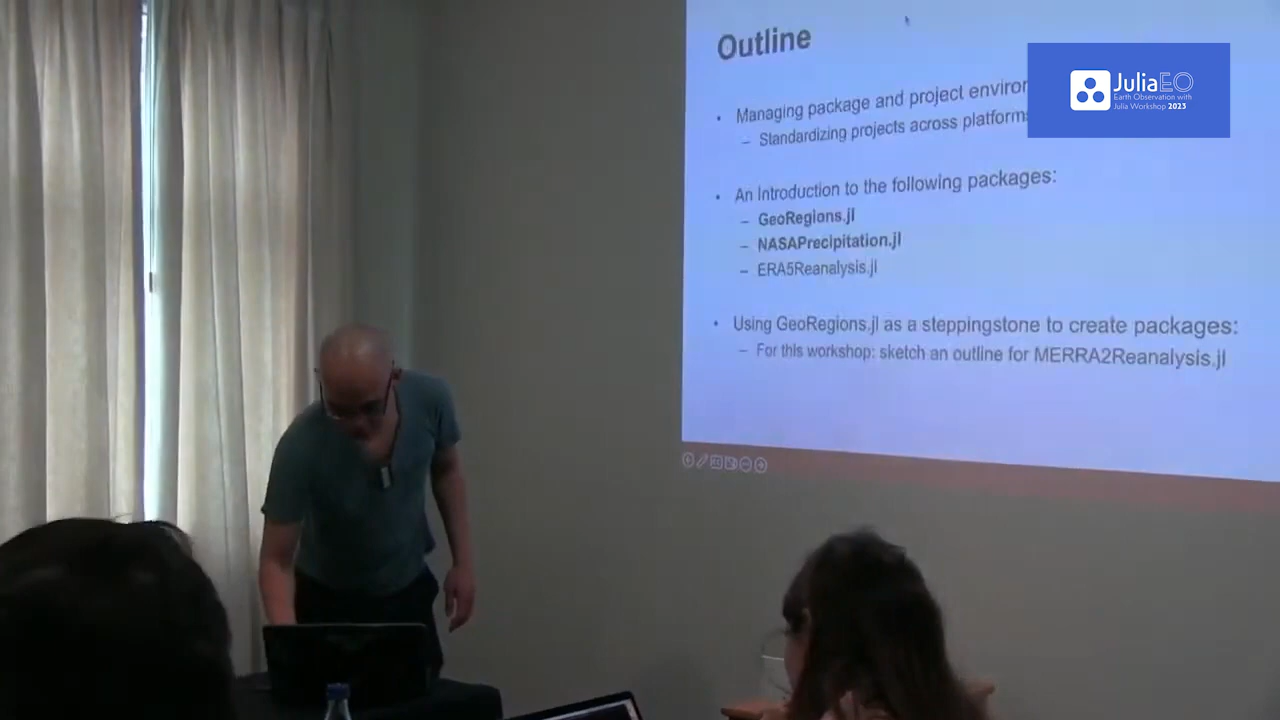 Outline
• Managing package and project
– Standardizing projects across
• An Introduction to the following packages:
– GeoRegions.jl
– NASAPrecipitation.jl
– ERA5Reanalysis.jl
• Using GeoRegions.jl as a steppingstone to create packages:
– For this workshop: sketch an outline for MERRA2Reanalysis.jl
JuliaEO
Earth Observation with
Julia Workshop 2023